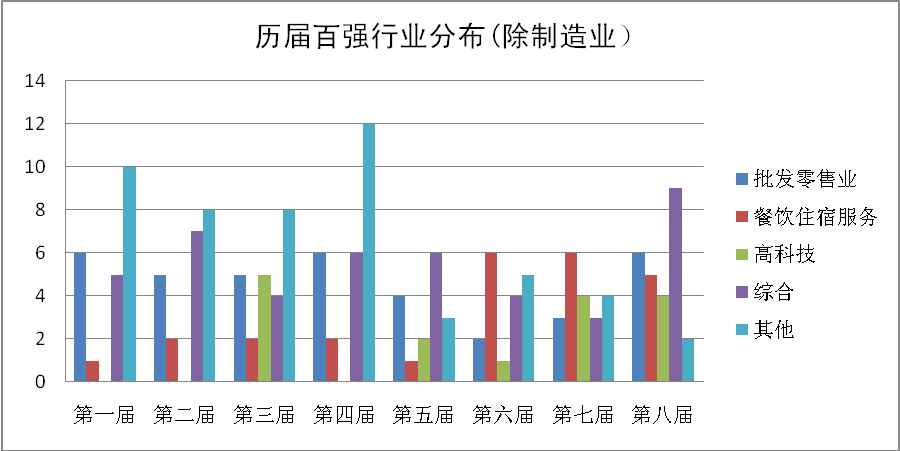 历届百强行业分布(除制造业）
14
12
10
8
6
4
2
0
第一届 第二届 第三届 第四届 第五届 第六届 第七届 第八届
批发零售业
餐饮住宿服务
高科技
综合
其他